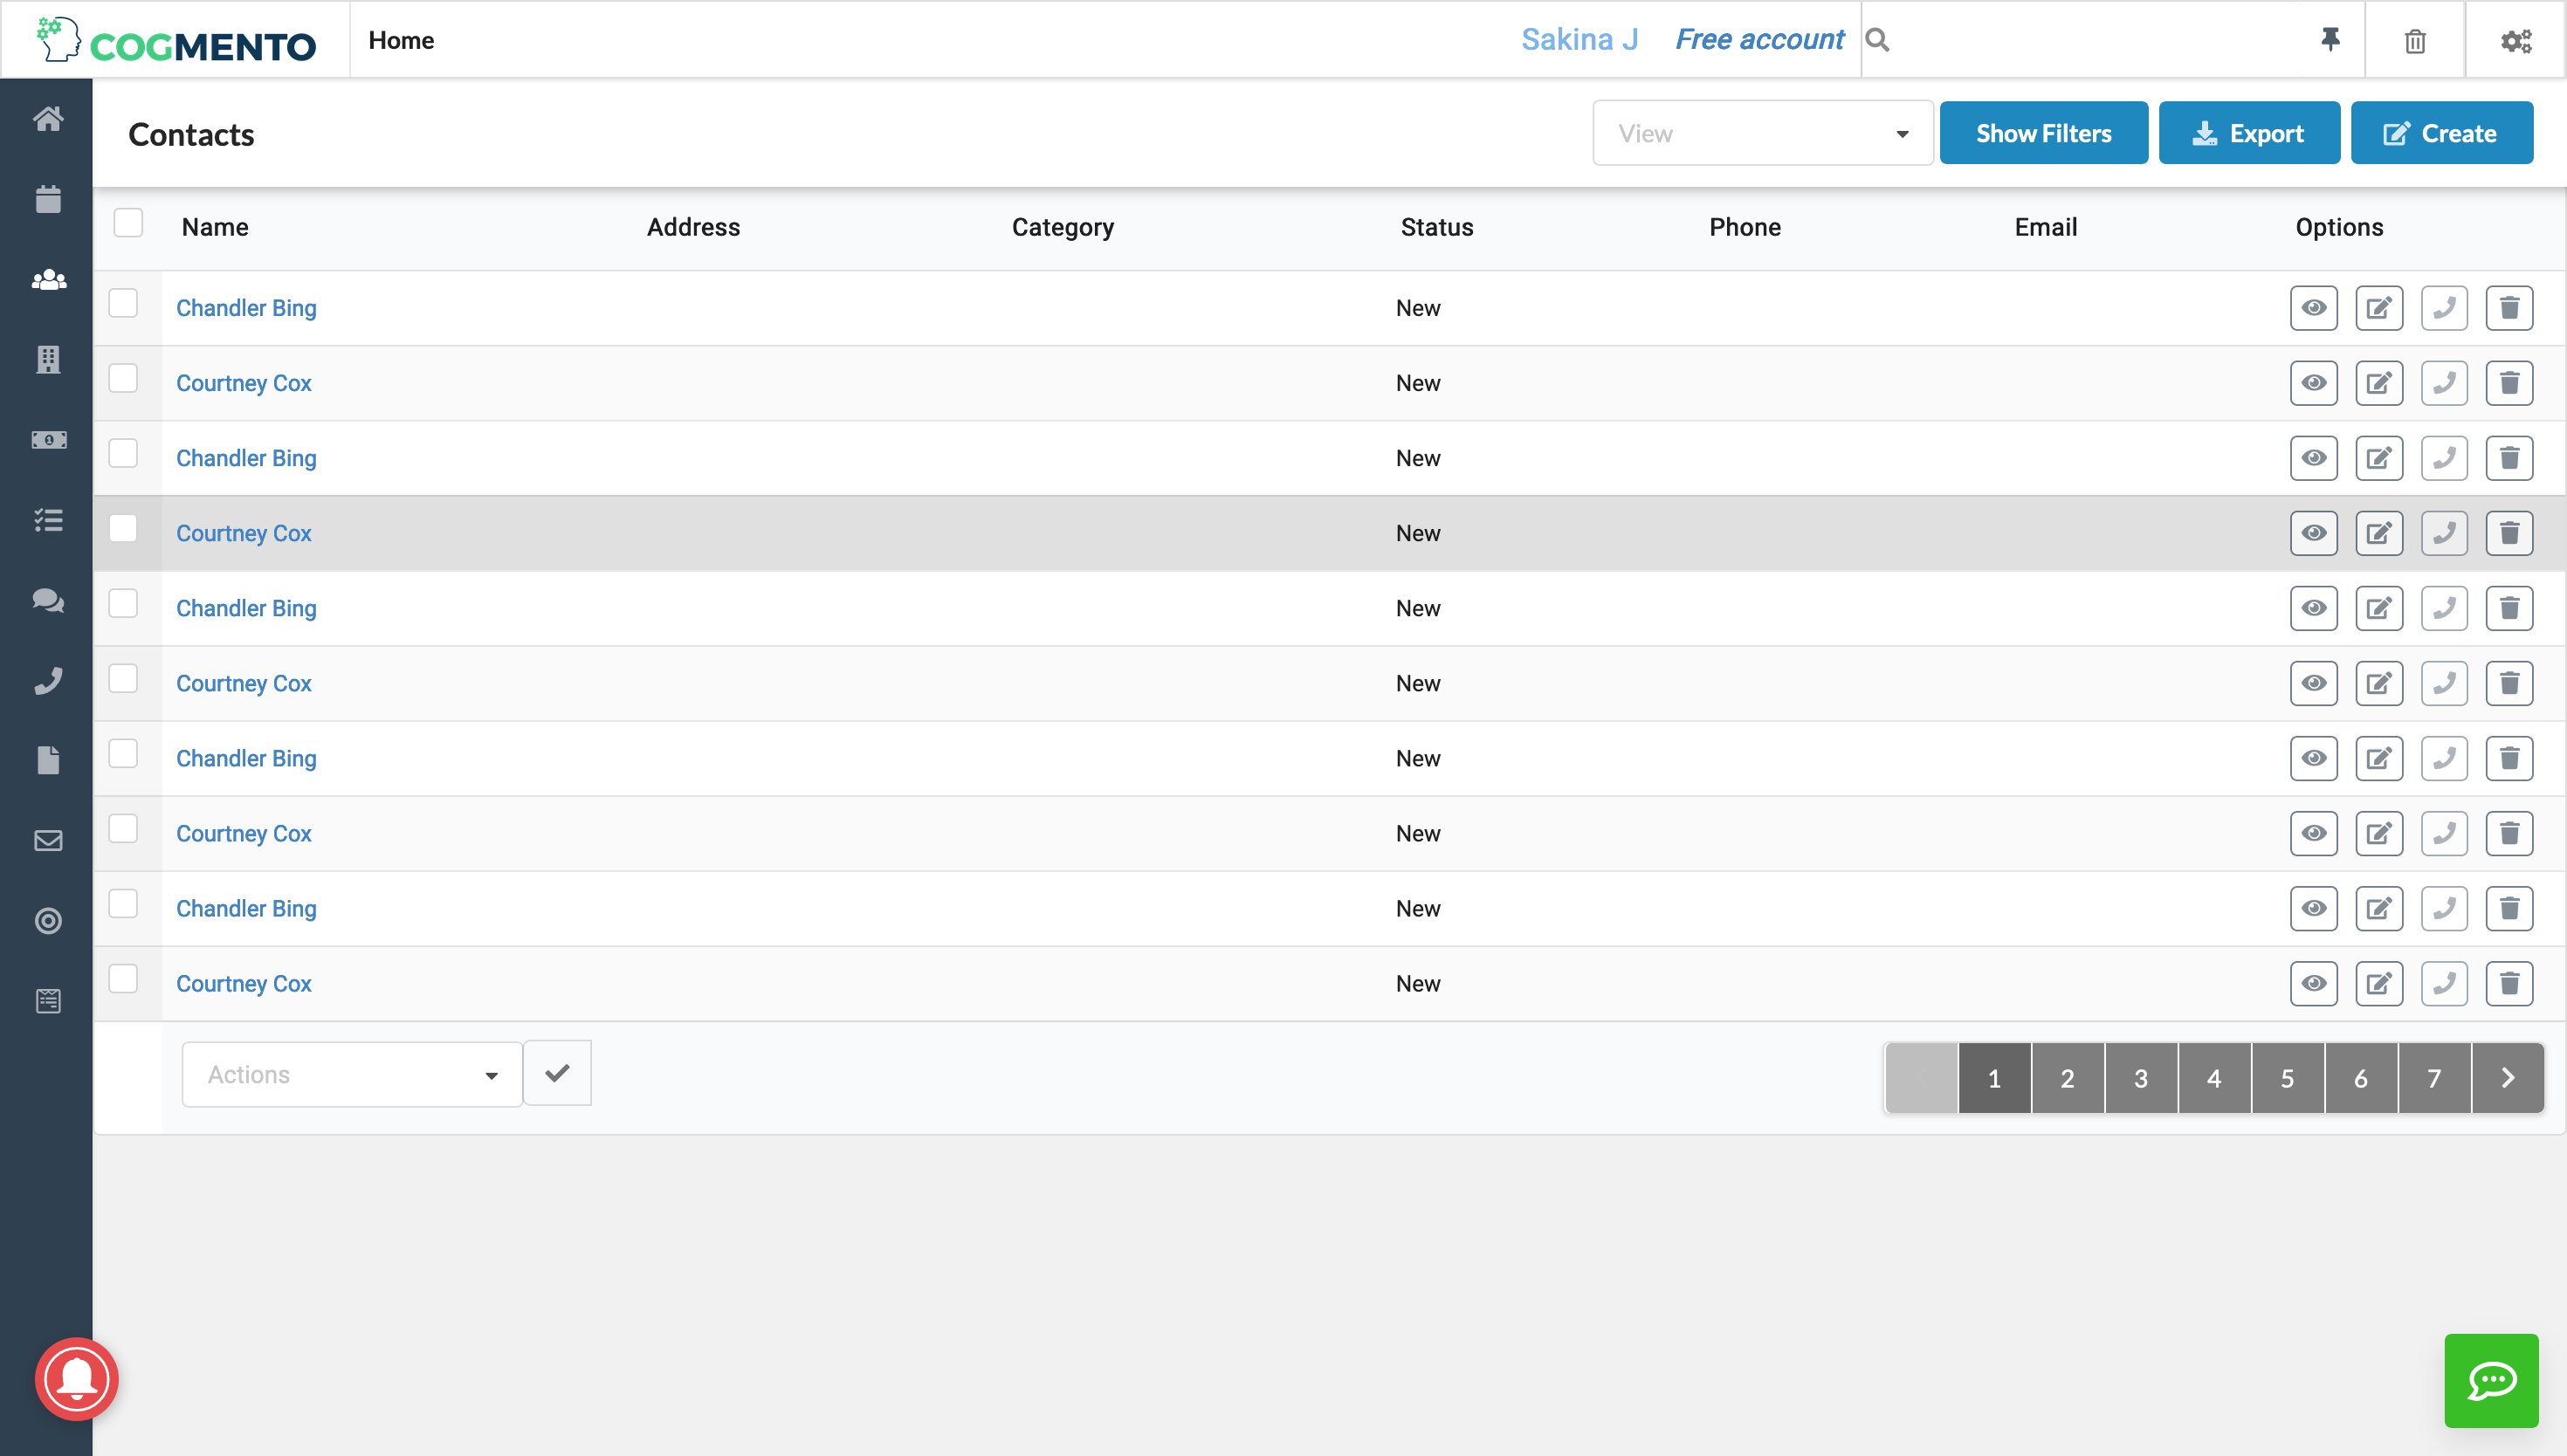 COGMENTO Home Sakina J Free account
Contacts View Show Filters Export Create
Name Address Category Status Phone Email Options
Chandler Bing New
Courtney Cox New
Chandler Bing New
Courtney Cox New
Chandler Bing New
Courtney Cox New
Chandler Bing New
Courtney Cox New
Chandler Bing New
Courtney Cox New
Actions 1 2 3 4 5 6 7